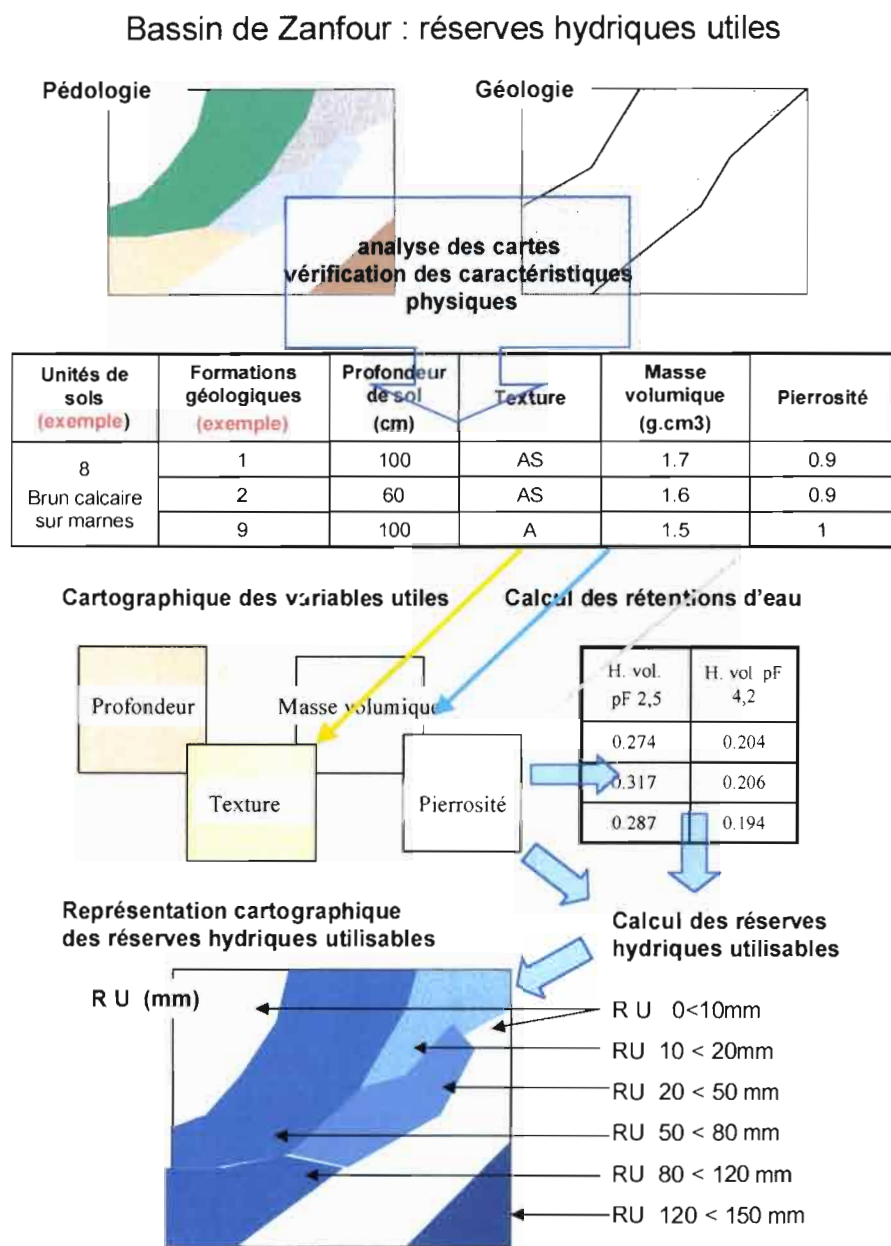 Bassin de Zanfour : réserves hydriques utiles
Pédologie
Géologie
analyse des cartes
vérification des caractéristiques
physiques
Unités de
sols
(exemple)
Formations
géologiques
(exemple)
Profondeur
de sol
(cm)
Texture
Masse
volumique
(g.cm3)
Pierrosité
8
Brun calcaire
sur marnes
1 100 AS 1.7 0.9
2 60 AS 1.6 0.9
9 100 A 1.5 1
Cartographique des variables utiles
Calcul des rétentions d'eau
Profondeur
Masse volumique
Texture
Pierrosité
H. vol.
pF 2,5
H. vol pF
4,2
0.274 0.204
0.317 0.206
0.287 0.194
Représentation cartographique
des réserves hydriques utilisables
Calcul des réserves
hydriques utilisables
R U (mm)
R U 0<10mm
RU 10 < 20mm
RU 20 < 50 mm
RU 50 < 80 mm
RU 80 < 120 mm
RU 120 < 150 mm